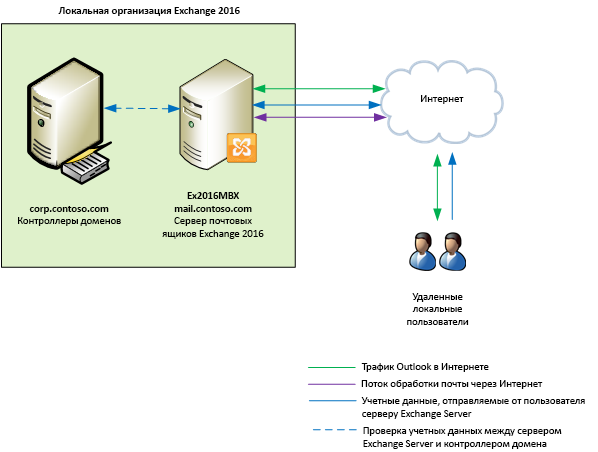 Локальная организация Exchange 2016
Интернет
corp.contoso.com
Контроллеры доменов
Ex2016MBX
mail.contoso.com
Сервер почтовых
ящиков Exchange 2016
Удаленные
локальные
пользователи
Трафик Outlook в Интернете
Поток обработки почты через Интернет
Учетные данные, отправляемые от пользователя
серверу Exchange Server
Проверка учетных данных между сервером
Exchange Server и контроллером домена